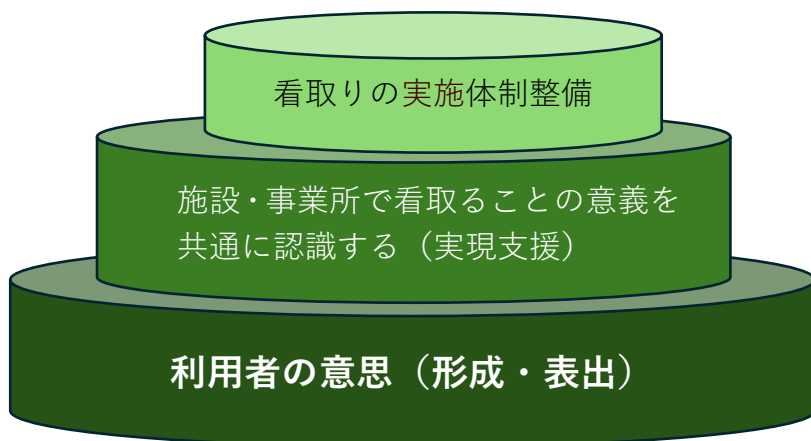 看取りの実施体制整備
施設・事業所で看取ることの意義を
共通に認識する（実現支援）
利用者の意思（形成・表出）